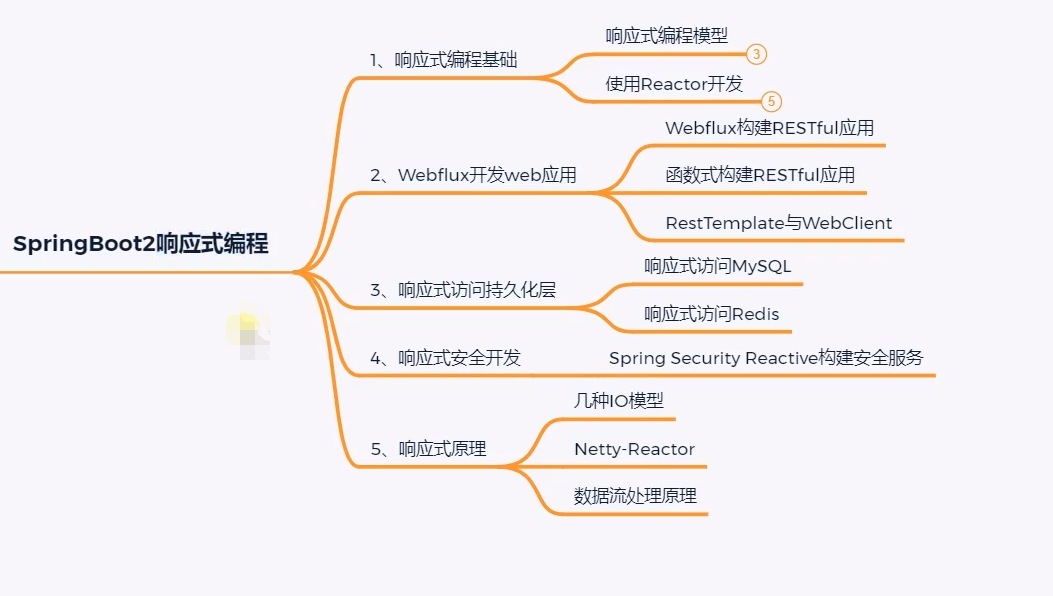 SpringBoot2响应式编程
1、响应式编程基础
响应式编程模型
3
使用Reactor开发
5
2、Webflux开发web应用
Webflux构建RESTful应用
函数式构建RESTful应用
RestTemplate与WebClient
3、响应式访问持久化层
响应式访问MySQL
响应式访问Redis
4、响应式安全开发
Spring Security Reactive构建安全服务
5、响应式原理
几种IO模型
Netty-Reactor
数据流处理原理